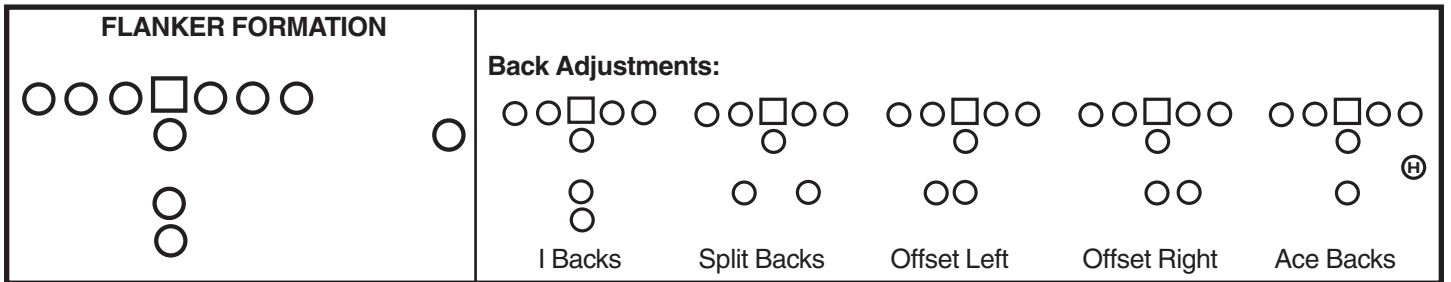 FLANKER FORMATION
Back Adjustments:
H
I Backs Split Backs Offset Left Offset Right Ace Backs